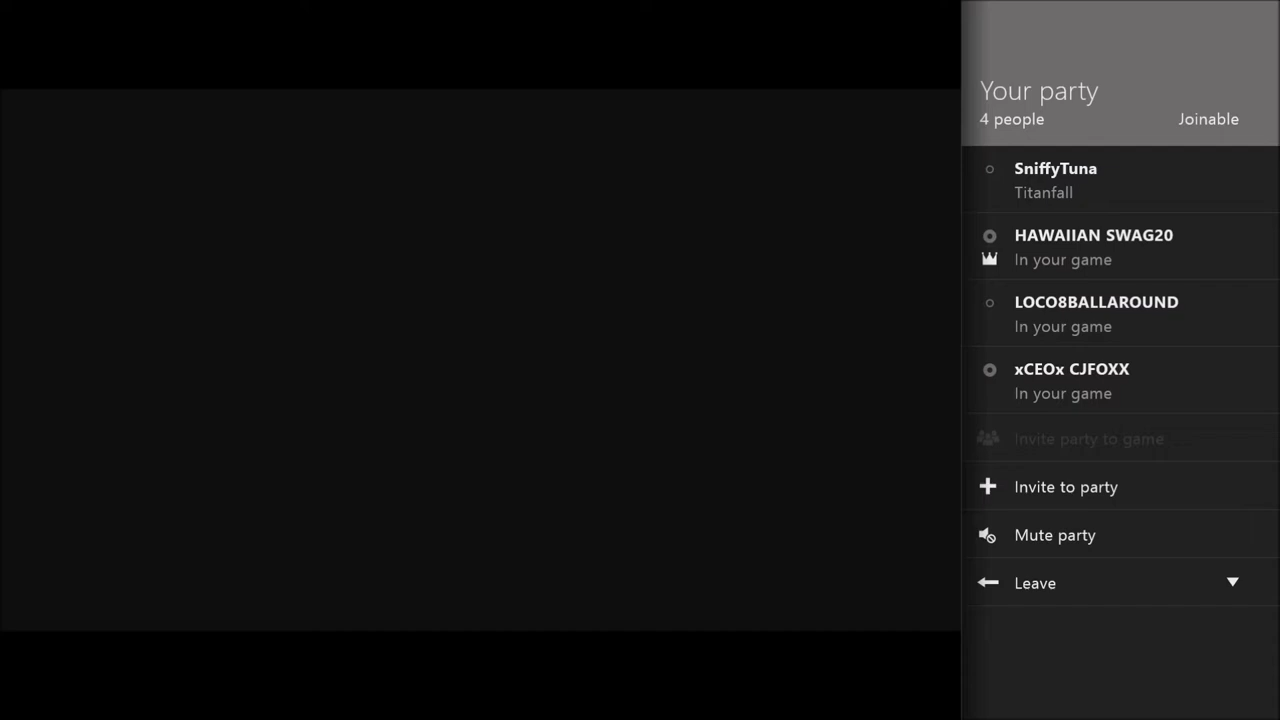 Your party
4 people Joinable
SniffyTuna
Titanfall
HAWAIIAN SWAG20
In your game
LOCO8BALLAROUND
In your game
xCEOx CJFOXX
In your game
Invite party to game
Invite to party
Mute party
Leave